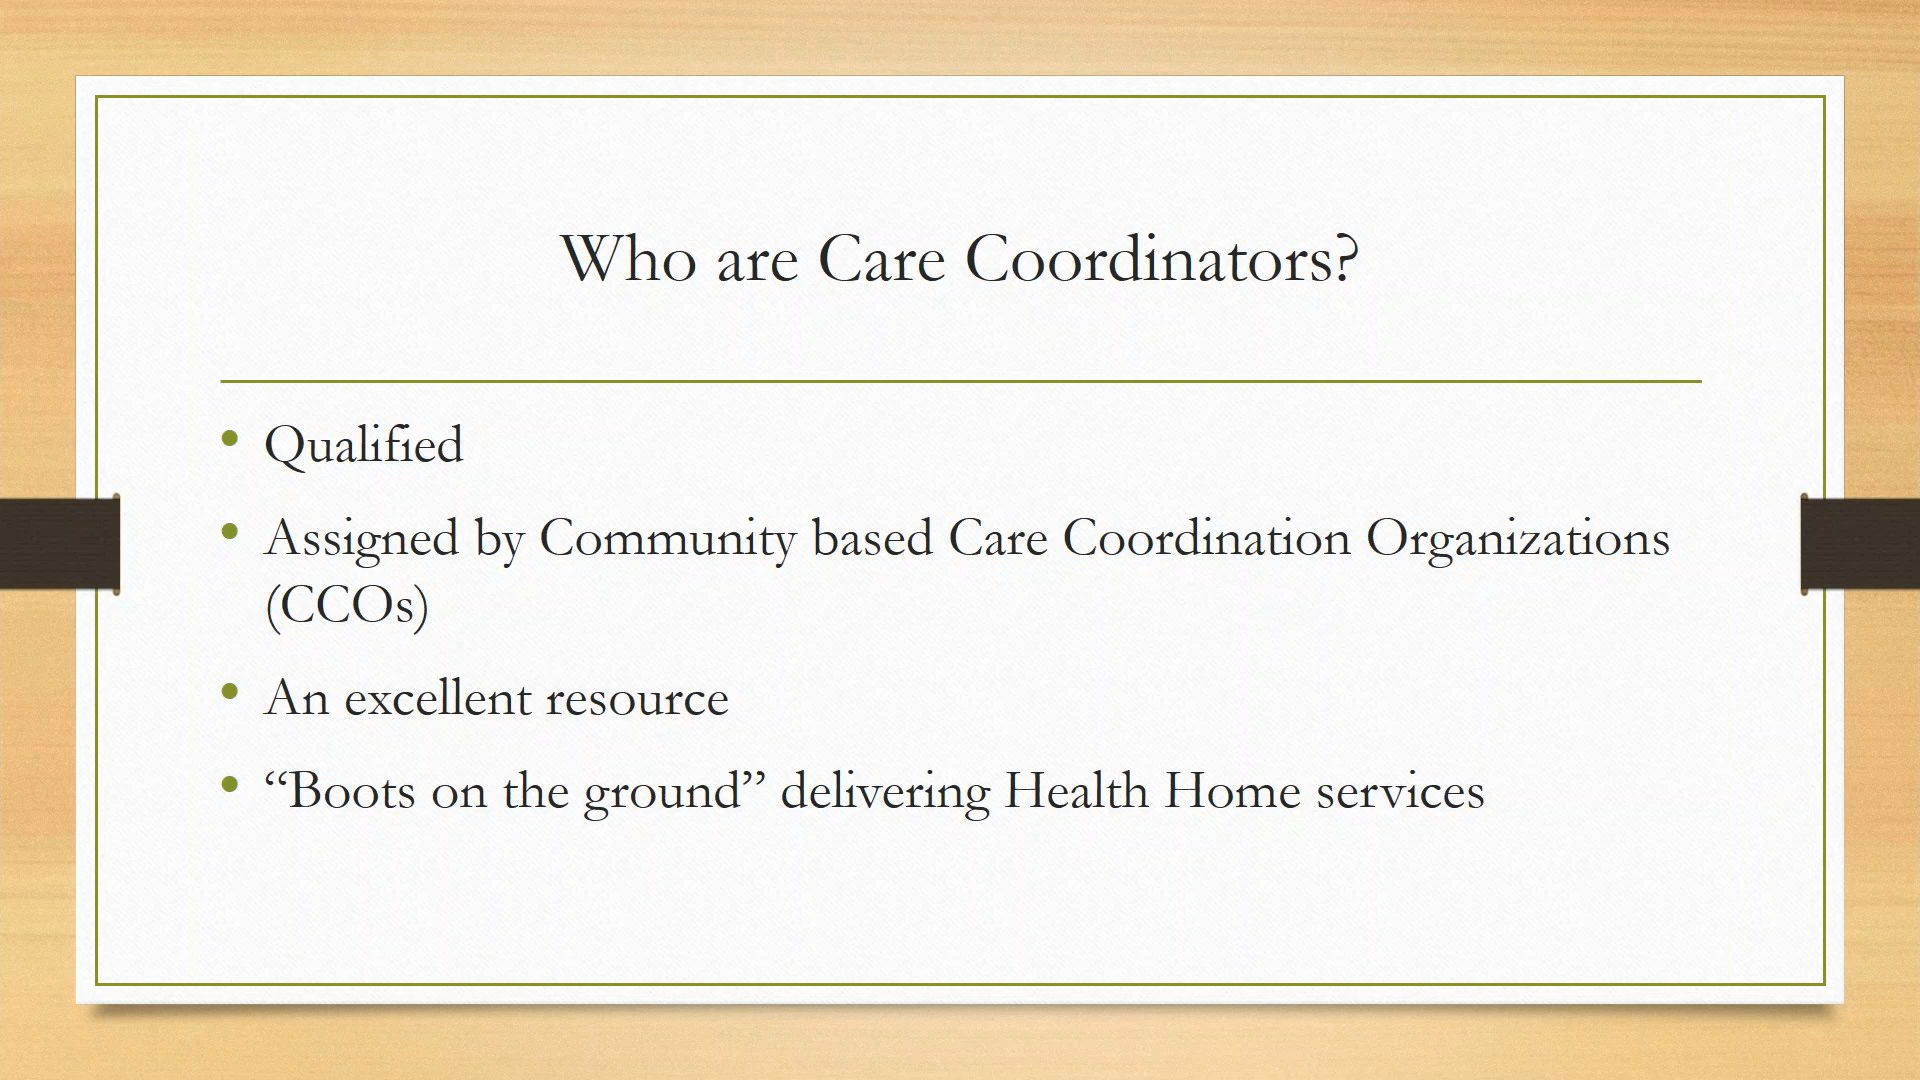 Who are Care Coordinators?
• Qualified
• Assigned by Community based Care Coordination Organizations
(CCOs)
• An excellent resource
• “Boots on the ground” delivering Health Home services